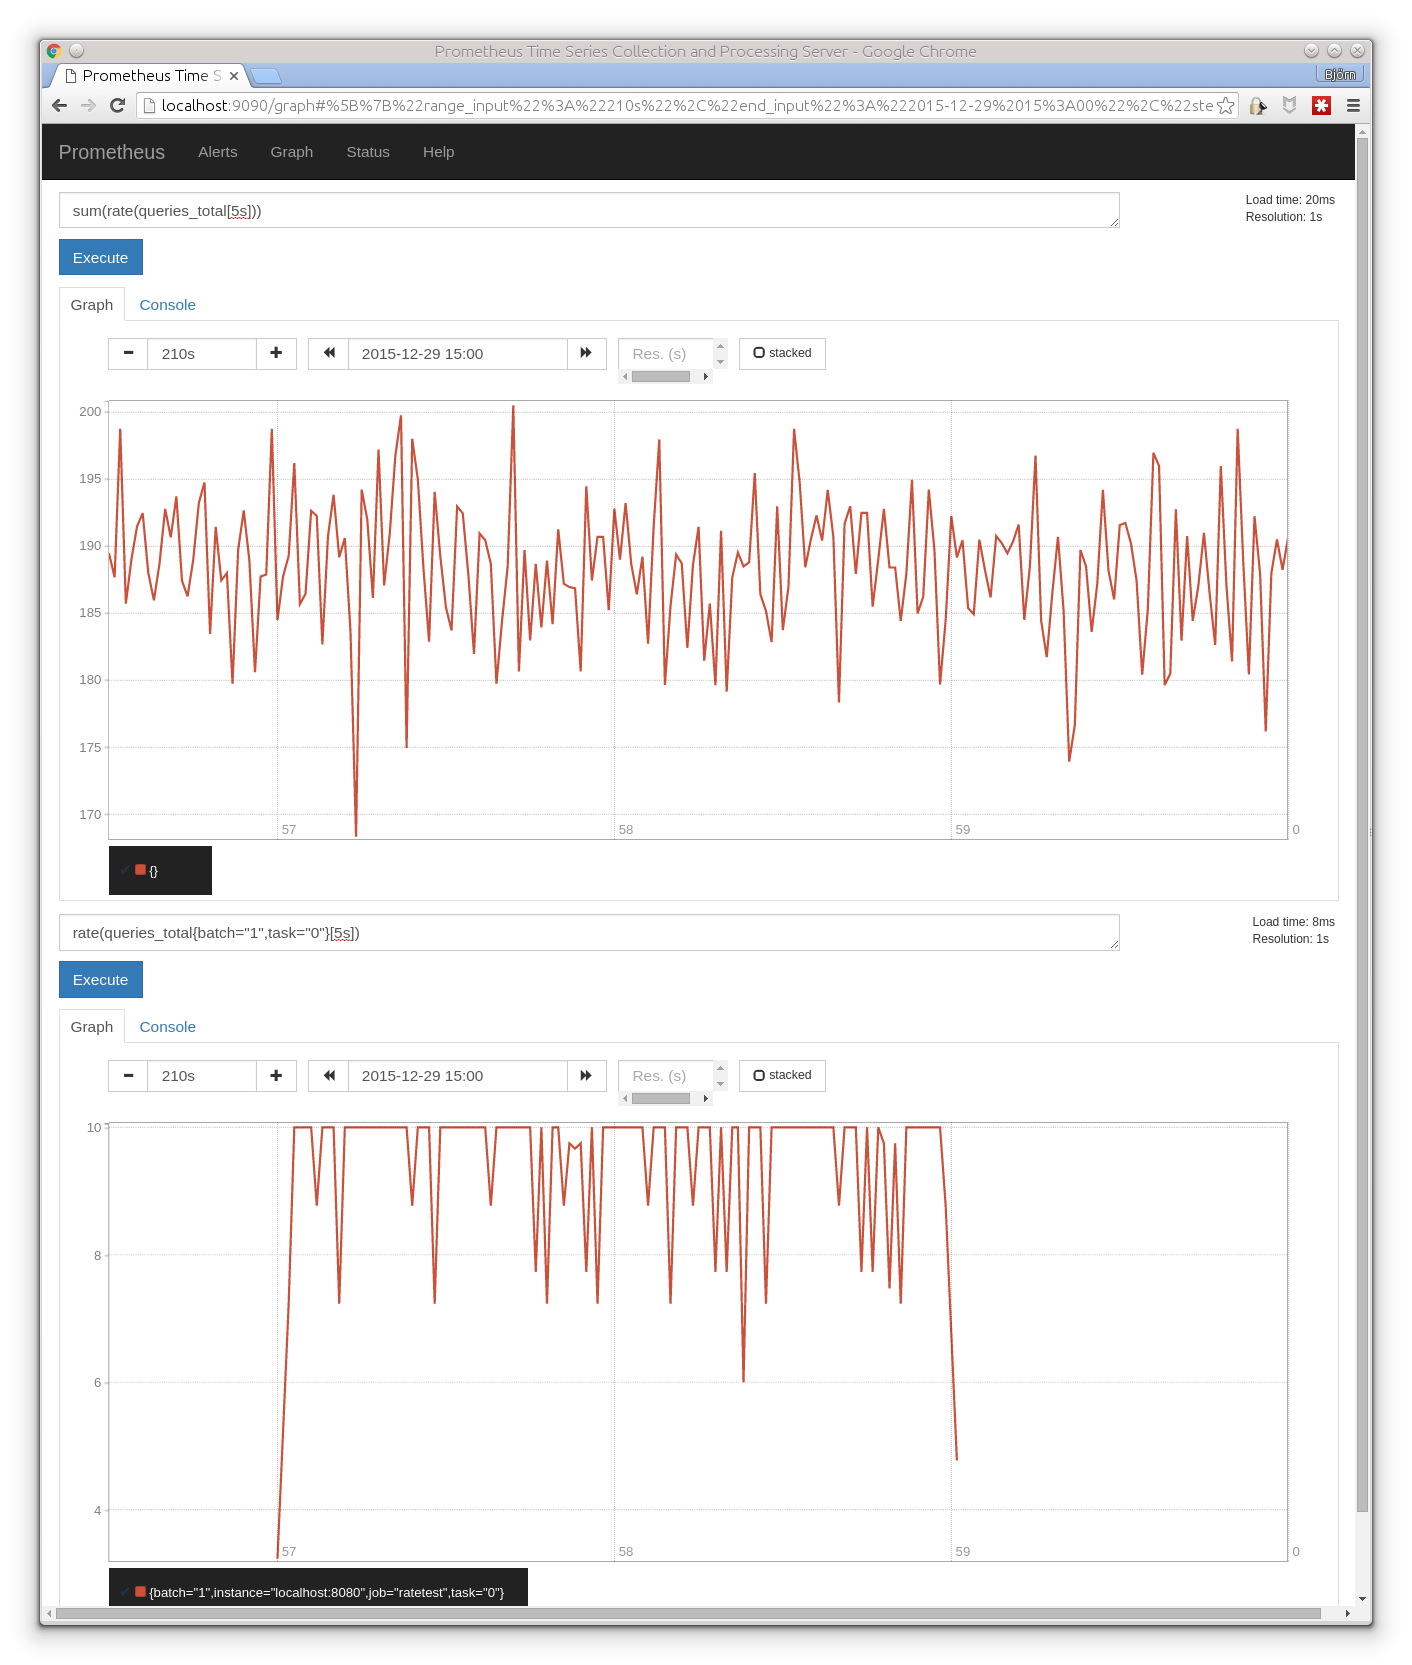 Prometheus Time Series Collection and Processing Server - Google Chrome
Prometheus Time S
Björn
localhost:9090/graph#%5B%7B%22range_input%22%3A%22210s%22%2C%22end_input%22%3A%222015-12-29%2015%3A00%22%2C%22ste
Prometheus Alerts Graph Status Help
sum(rate(queries_total[5s]))
Load time: 20ms
Resolution: 1s
Execute
Graph Console
210s 2015-12-29 15:00 Res. (s) stacked
200
195
190
185
180
175
170
57 58 59 0
{}
rate(queries_total{batch="1",task="0"}[5s])
Load time: 8ms
Resolution: 1s
Execute
Graph Console
210s 2015-12-29 15:00 Res. (s) stacked
10
8
6
4
57 58 59 0
{batch="1",instance="localhost:8080",job="ratetest",task="0"}